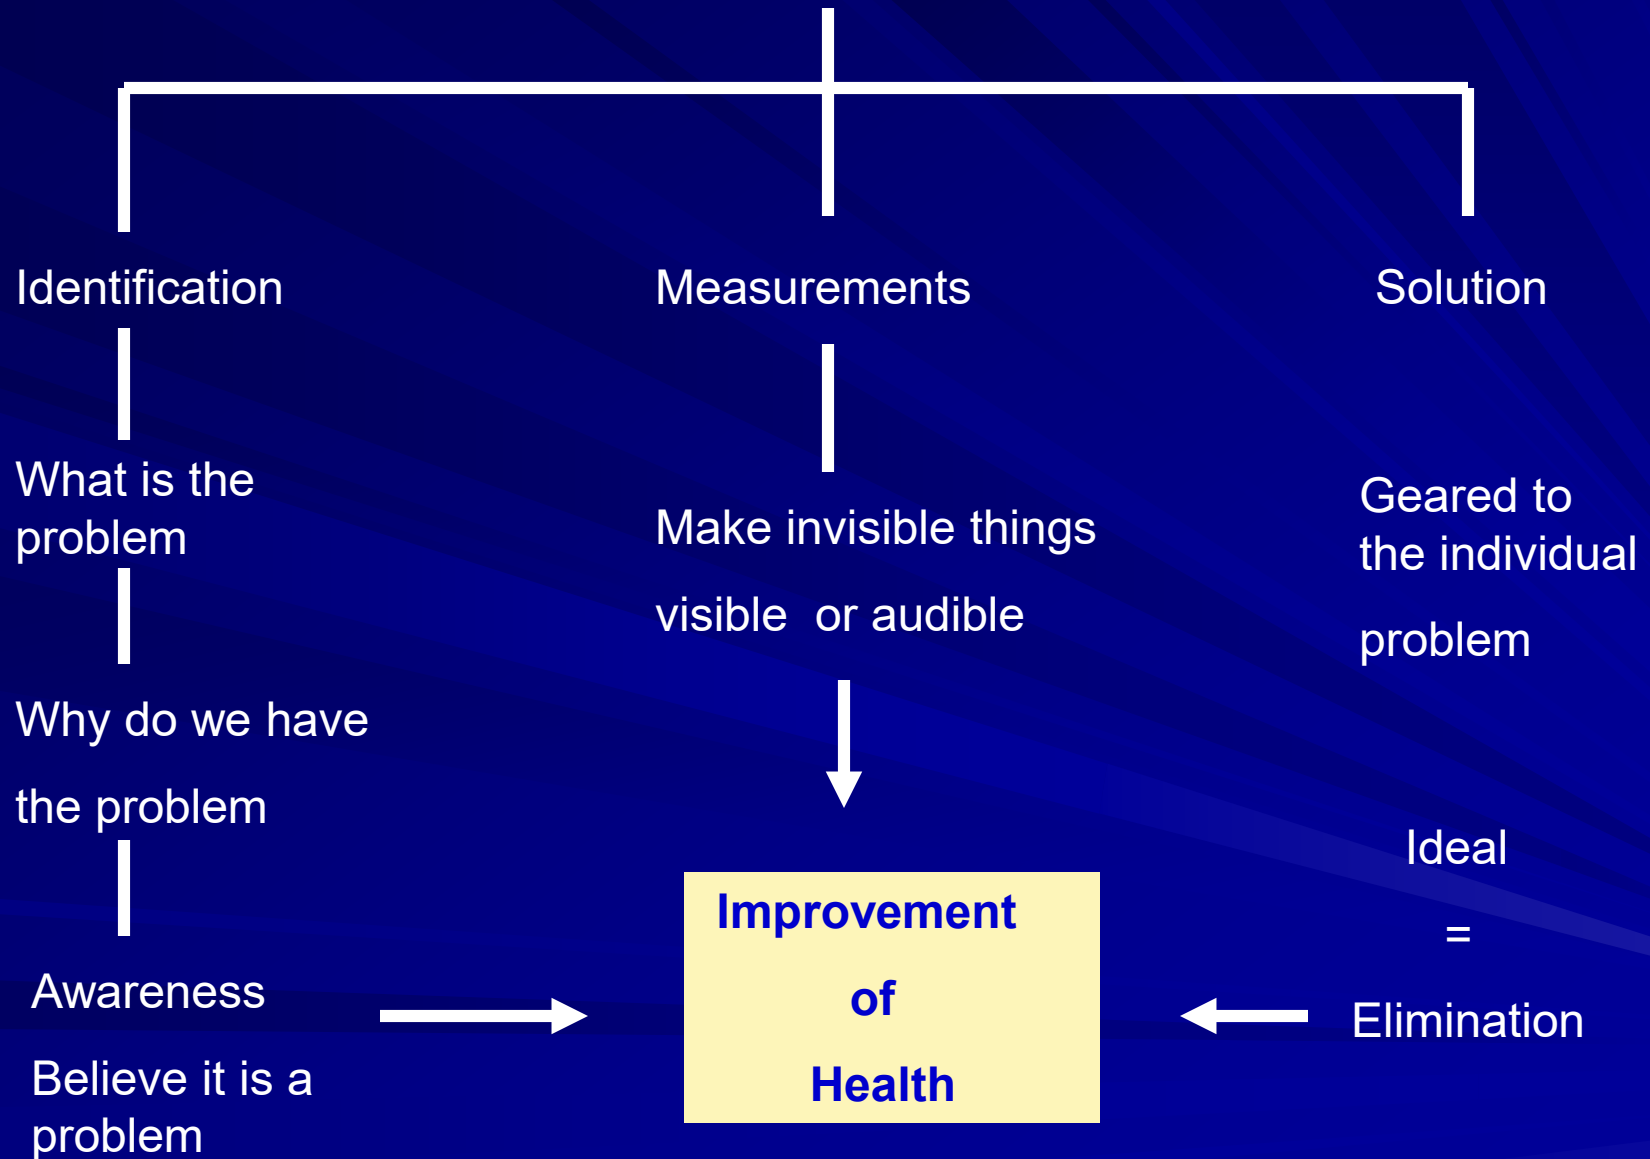 Identification
What is the
problem
Why do we have
the problem
Awareness
Believe it is a
problem
Measurements
Make invisible things
visible or audible
Improvement
of
Health
Solution
Geared to
the individual
problem
Ideal
=
Elimination